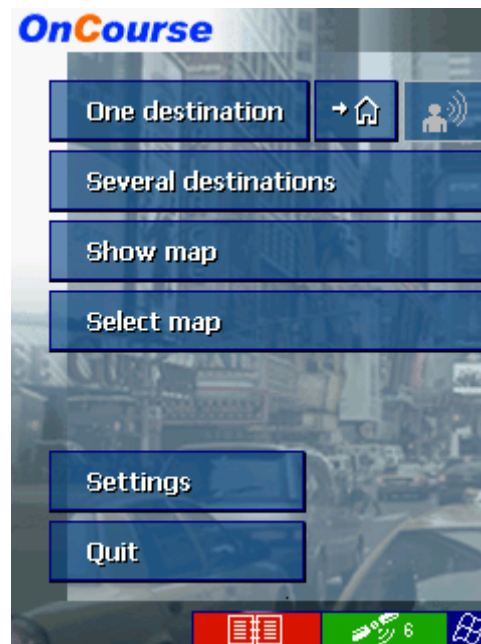 OnCourse
One destination
Several destinations
Show map
Select map
Settings
Quit
6